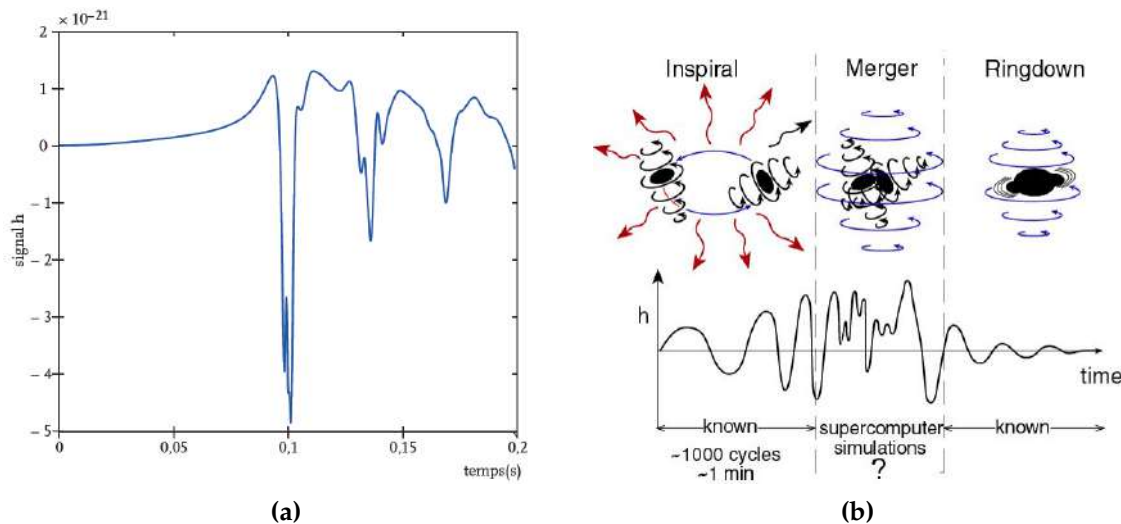 × 10−21
2
1
0
− 1
− 2
− 3
− 4
− 5
signal h
0
0,05
0,1
0,15
0,2
temps(s)
(a)
Inspiral
Merger
Ringdown
h
time
known
supercomputer
simulations
?
known
~1000 cycles
~1 min
(b)